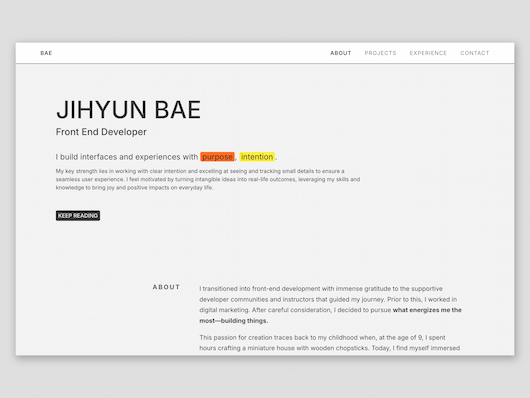 BAE
ABOUT PROJECTS EXPERIENCE CONTACT
JIHYUN BAE
Front End Developer
I build interfaces and experiences with purpose, intention.
My key strength lies in working with clear intention and excelling at seeing and tracking small details to ensure a
seamless user experience. I feel motivated by turning intangible ideas into real-life outcomes, leveraging my skills and
knowledge to bring joy and positive impacts on everyday life.
KEEP READING
ABOUT
I transitioned into front-end development with immense gratitude to the supportive
developer communities and instructors that guided my journey. Prior to this, I worked in
digital marketing. After careful consideration, I decided to pursue what energizes me the
most—building things.
This passion for creation traces back to my childhood when, at the age of 9, I spent
hours crafting a miniature house with wooden chopsticks. Today, I find myself immersed